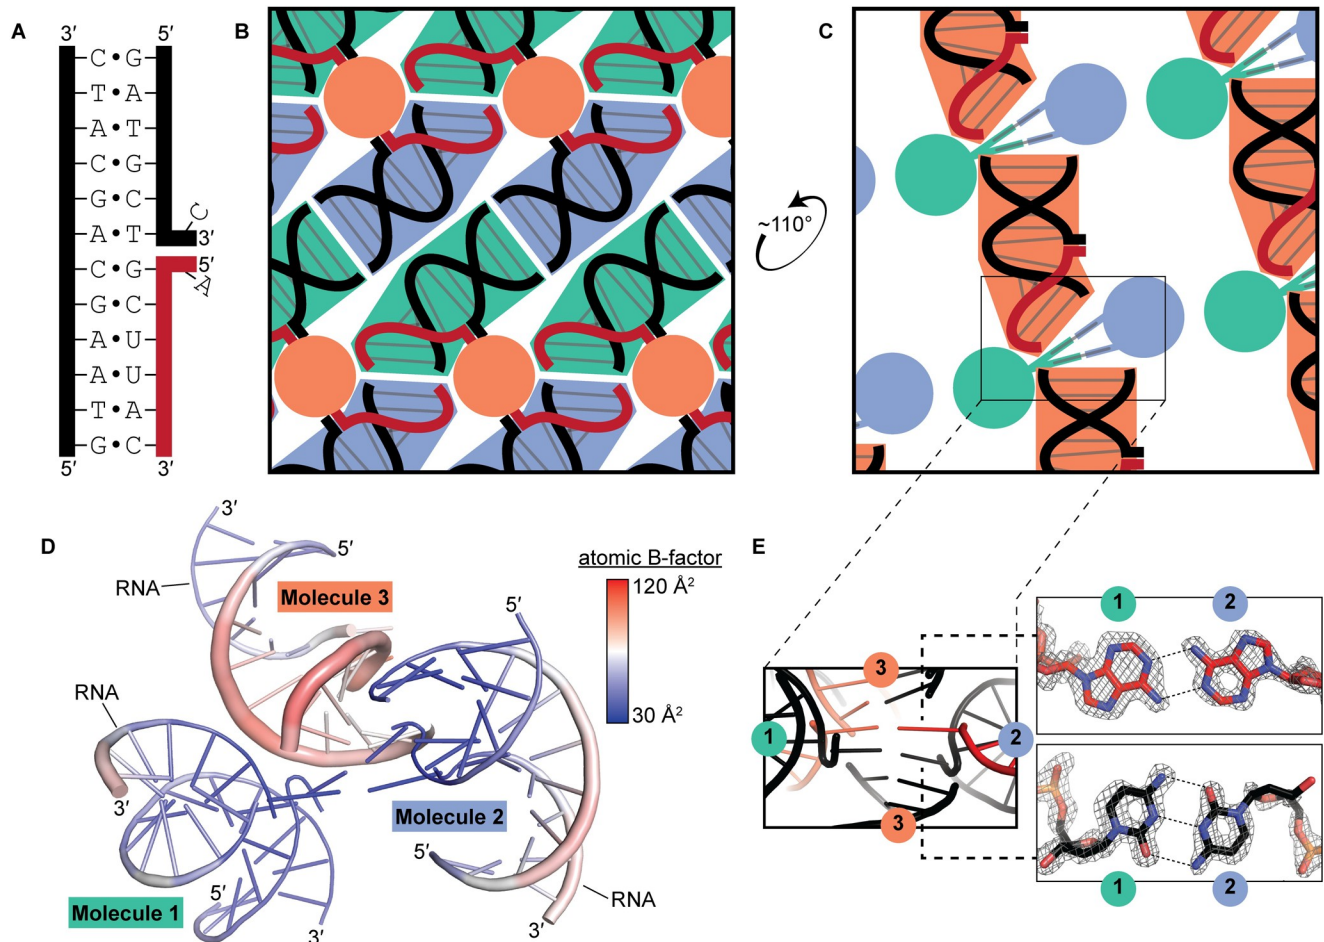 A
3′ 5′
C•G
T•A
A•T
C•G
G•C
A•T
C
3′
5′
A
C•G
G•C
A•U
A•U
T•A
G•C
5′ 3′
B
C
~110°
D
3′
5′
RNA
Molecule 3
atomic B-factor
120 Å²
30 Å²
5′
RNA
3′
Molecule 2
5′
Molecule 1
5′
3′
RNA
3′
E
1 2
3
1
2
3
1 2